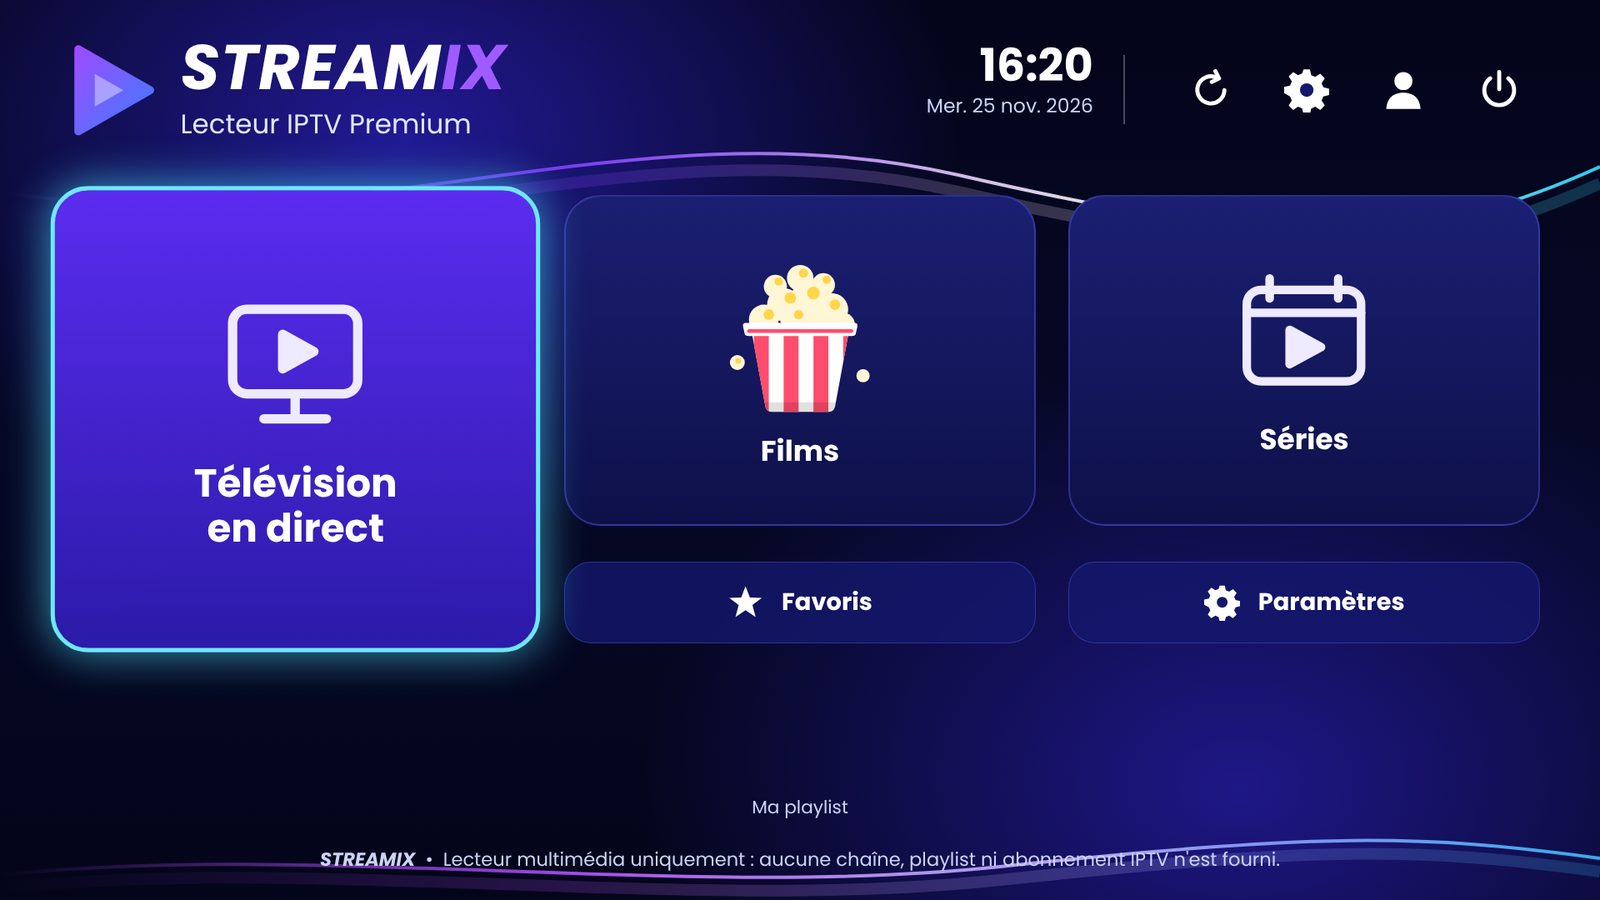 STREAMIX
Lecteur IPTV Premium
16:20
Mer. 25 nov. 2026
Télévision
en direct
Films
Séries
Favoris
Paramètres
Ma playlist
STREAMIX • Lecteur multimédia uniquement : aucune chaîne, playlist ni abonnement IPTV n'est fourni.